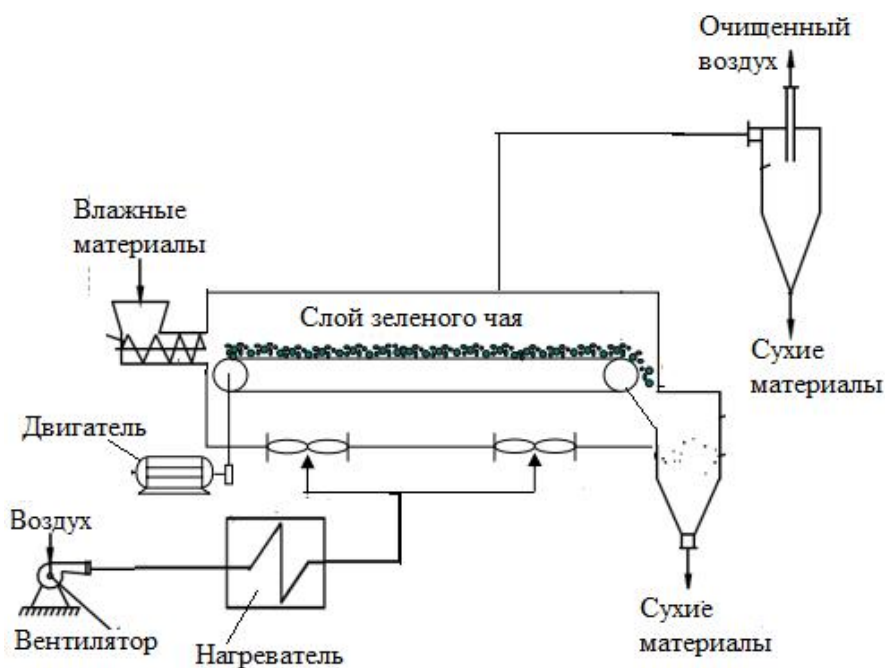 Очищенный
воздух
Влажные
материалы
Слой зеленого чая
Сухие
материалы
Двигатель
Воздух
Вентилятор
Нагреватель
Сухие
материалы